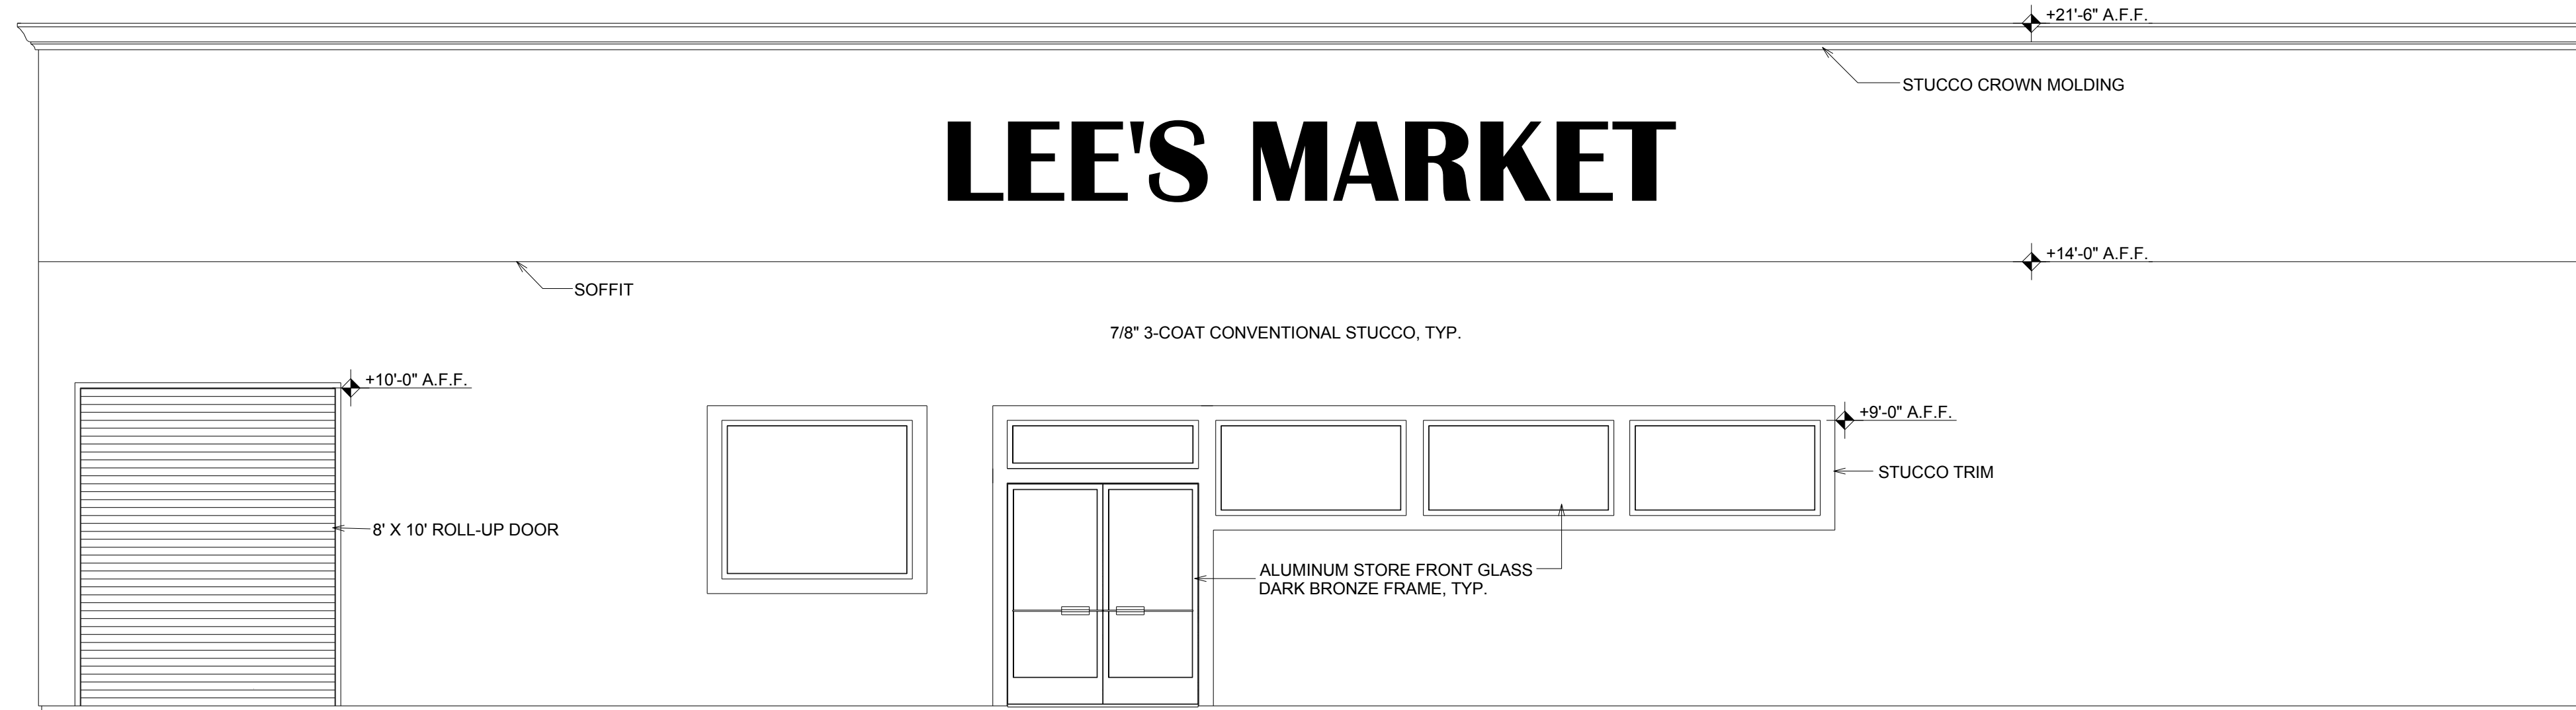 +21'-6" A.F.F.
STUCCO CROWN MOLDING
LEE'S MARKET
+14'-0" A.F.F.
SOFFIT
7/8" 3-COAT CONVENTIONAL STUCCO, TYP.
+10'-0" A.F.F.
+9'-0" A.F.F.
STUCCO TRIM
8' X 10' ROLL-UP DOOR
ALUMINUM STORE FRONT GLASS
DARK BRONZE FRAME, TYP.